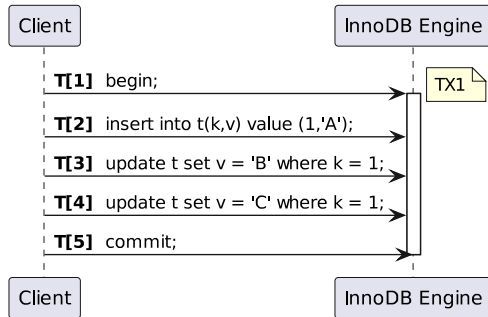 Client
InnoDB Engine
T[1] begin;
TX1
T[2] insert into t(k,v) value (1,'A');
T[3] update t set v = 'B' where k = 1;
T[4] update t set v = 'C' where k = 1;
T[5] commit;
Client
InnoDB Engine